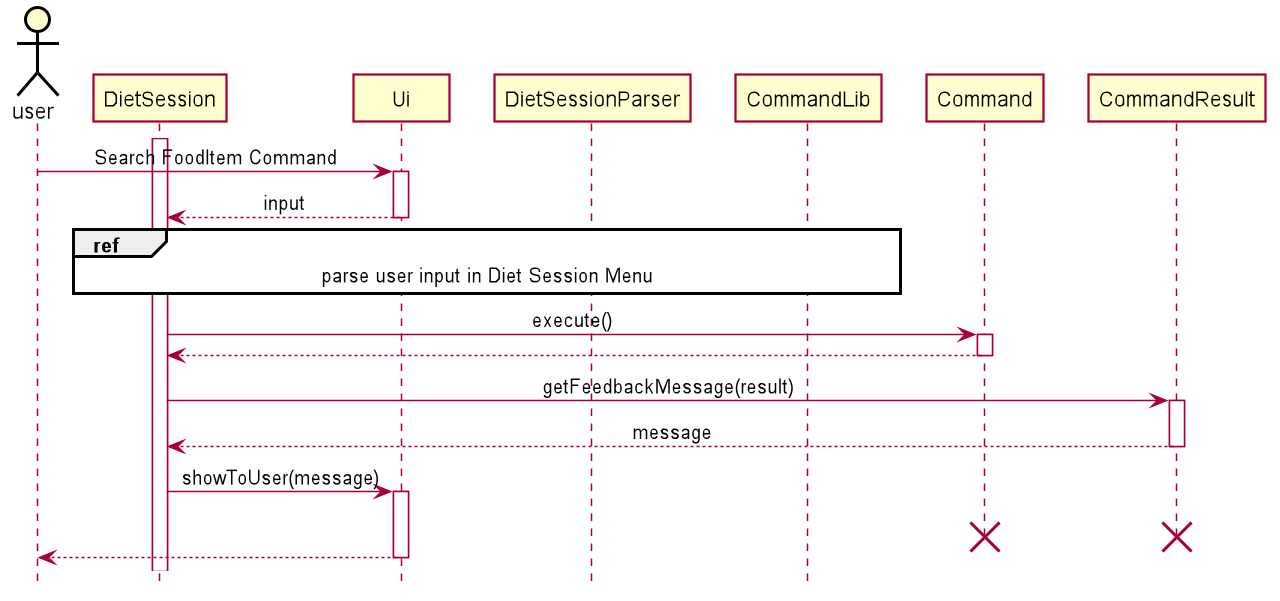 user
DietSession
Ui
DietSessionParser
CommandLib
Command
CommandResult
Search FoodItem Command
input
ref
parse user input in Diet Session Menu
execute()
getFeedbackMessage(result)
message
showToUser(message)